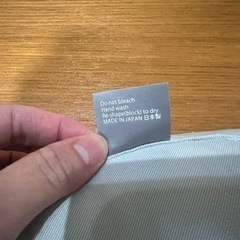 Do not bleach
Hand wash
Re-shape(block) to dry
MADE IN JAPAN 日本製